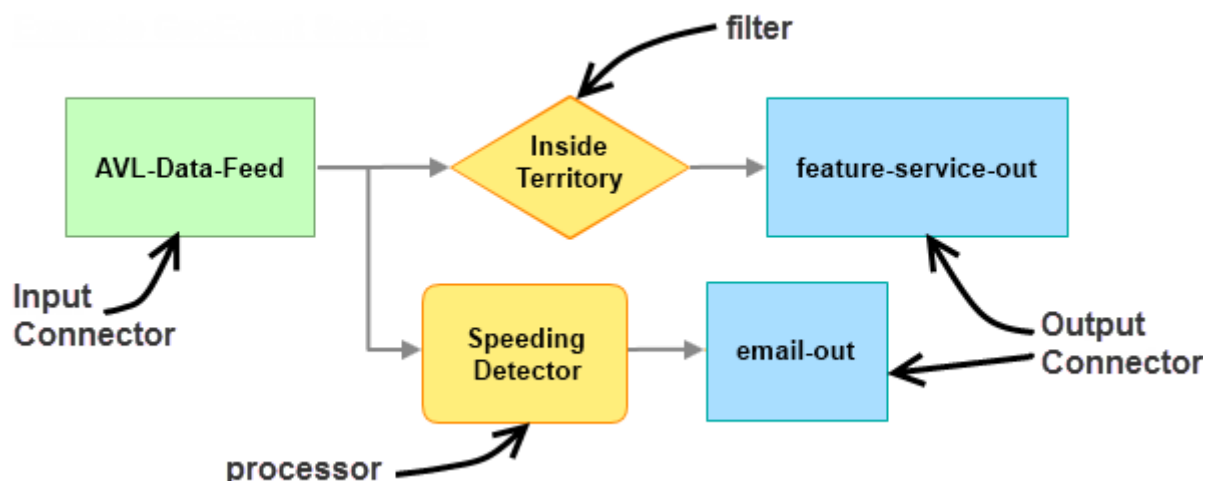 filter
AVL-Data-Feed
Inside
Territory
feature-service-out
Input
Connector
Speeding
Detector
email-out
Output
Connector
processor